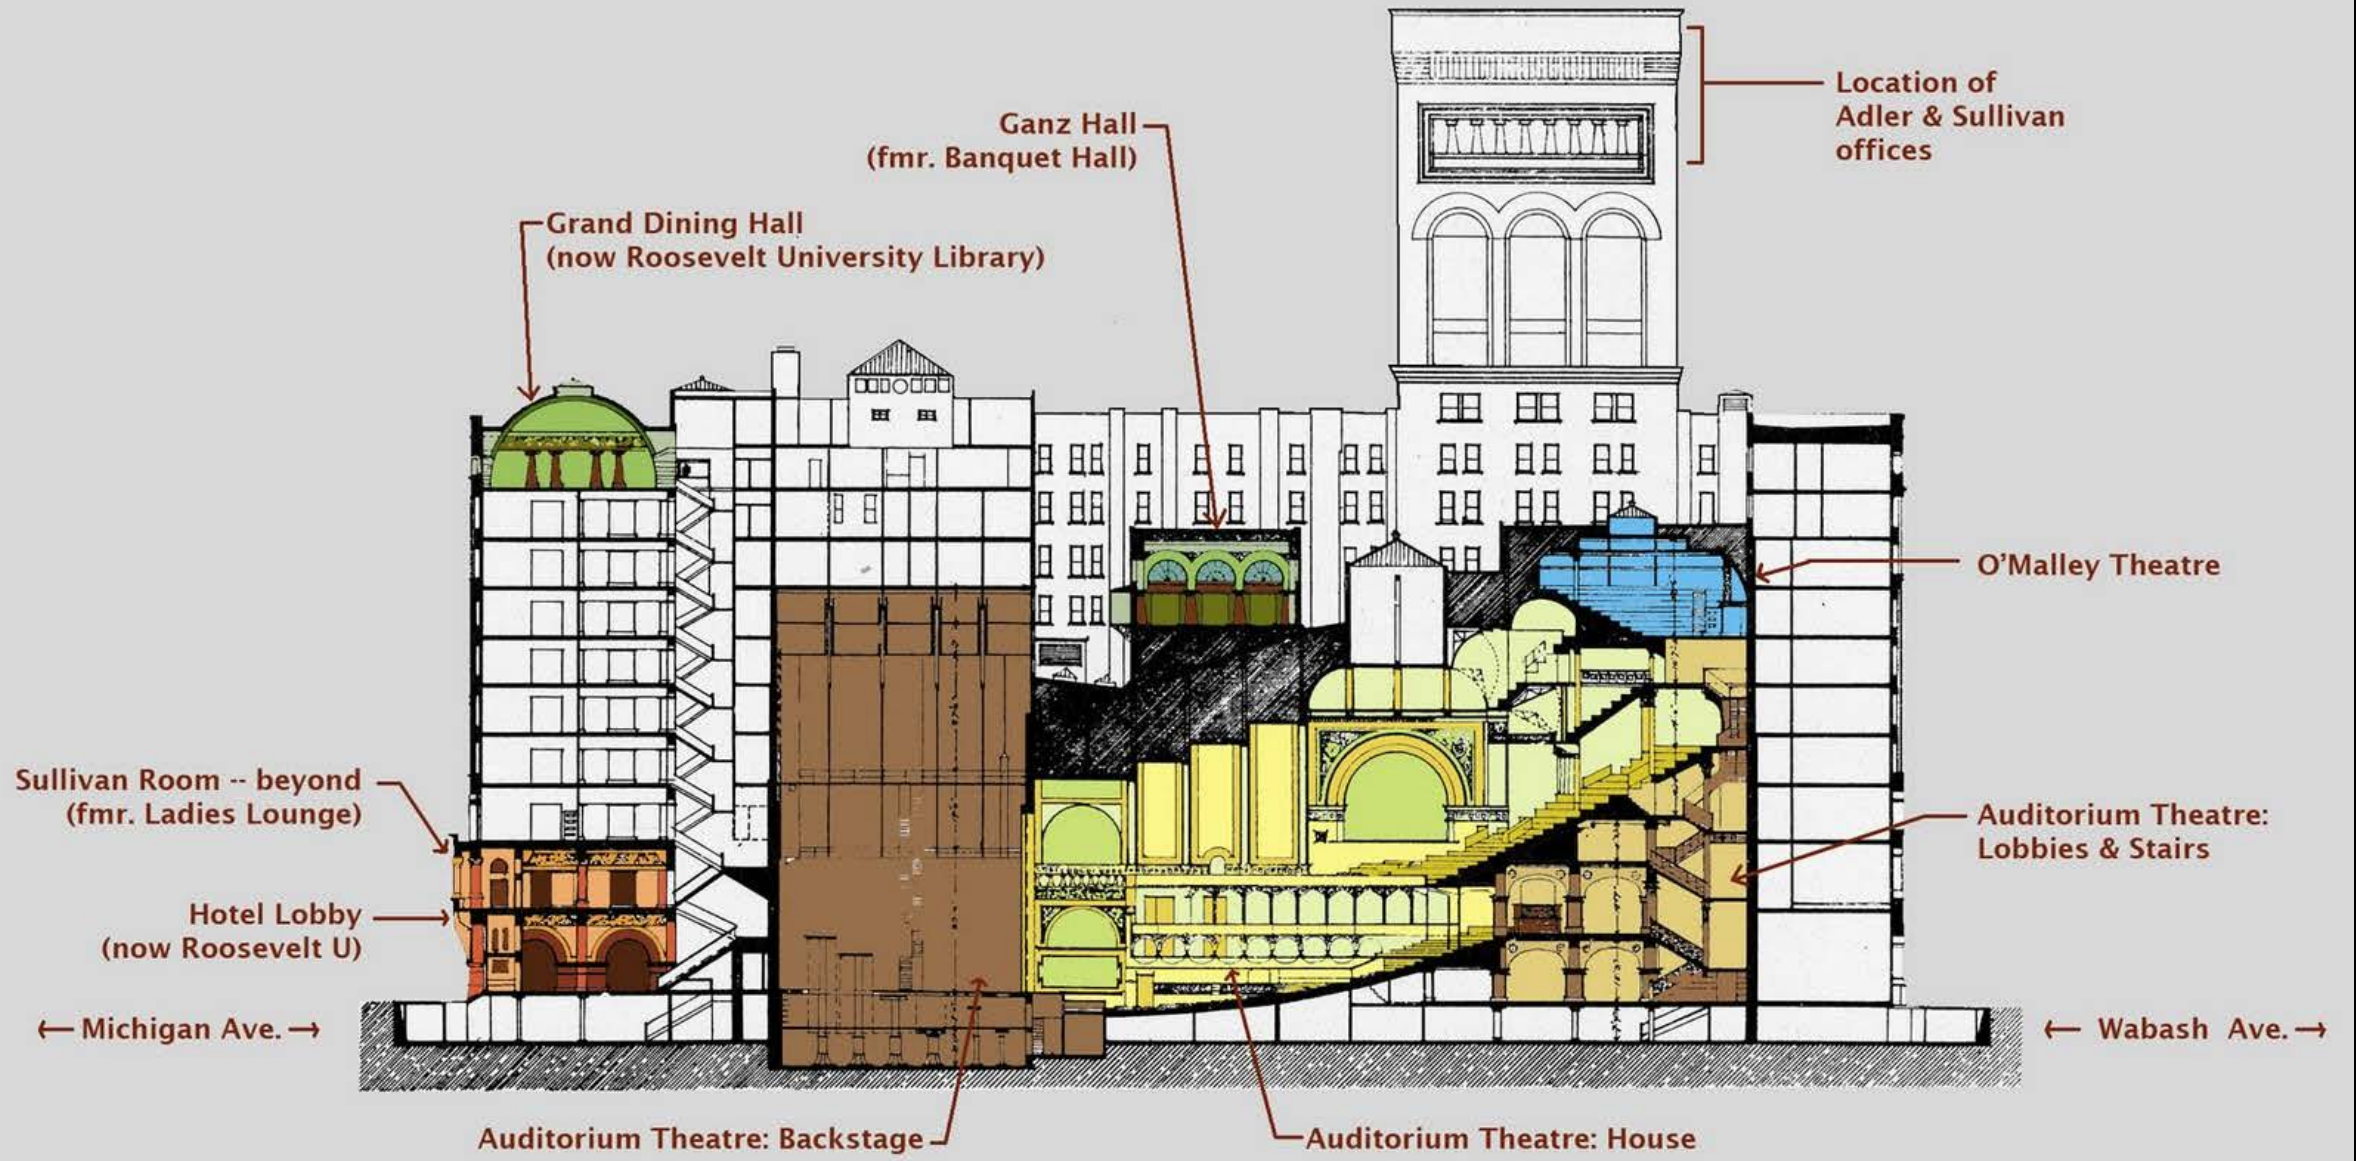 Location of
Adler & Sullivan
offices
Ganz Hall
(fmr. Banquet Hall)
Grand Dining Hall
(now Roosevelt University Library)
O'Malley Theatre
Sullivan Room -- beyond
(fmr. Ladies Lounge)
Auditorium Theatre:
Lobbies & Stairs
Hotel Lobby
(now Roosevelt U)
Michigan Ave.
Wabash Ave.
Auditorium Theatre: Backstage
Auditorium Theatre: House